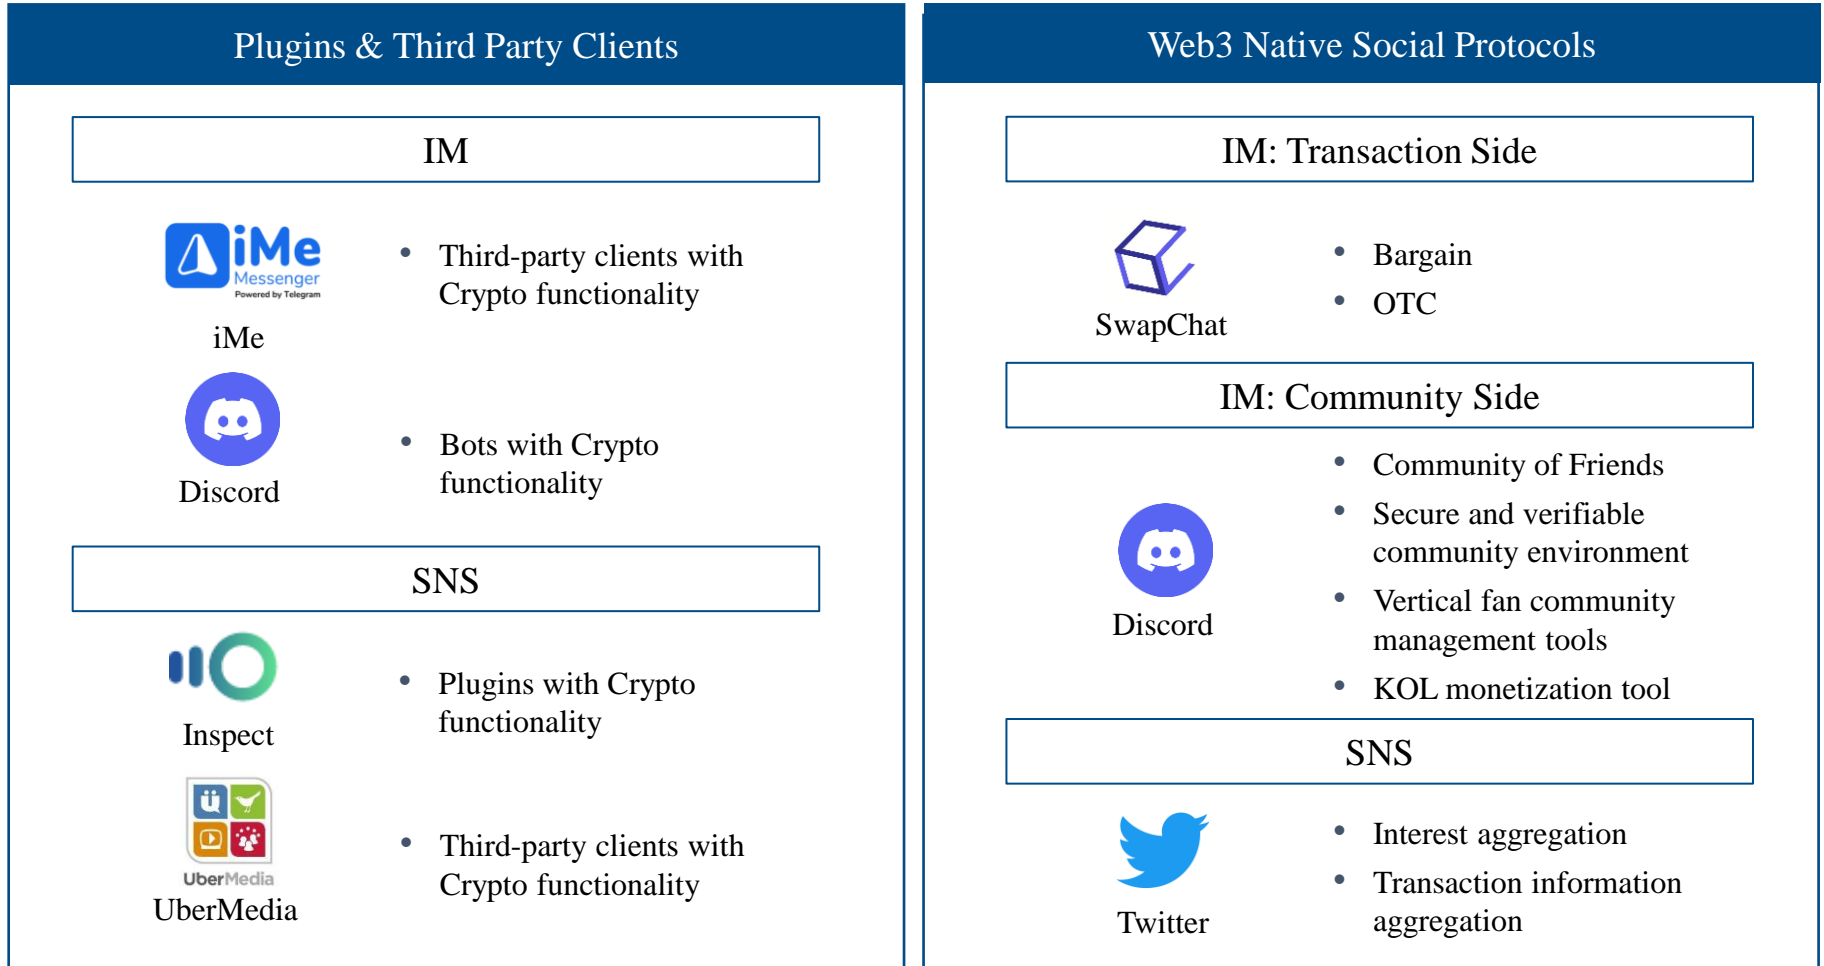 Plugins & Third Party Clients
IM
iMe
Messenger
Powered by Telegram
iMe
• Third-party clients with
Crypto functionality
Discord
• Bots with Crypto
functionality
SNS
Inspect
• Plugins with Crypto
functionality
ü
UberMedia
UberMedia
• Third-party clients with
Crypto functionality
Web3 Native Social Protocols
IM: Transaction Side
SwapChat
• Bargain
• OTC
IM: Community Side
Discord
• Community of Friends
• Secure and verifiable
community environment
• Vertical fan community
management tools
• KOL monetization tool
SNS
Twitter
• Interest aggregation
• Transaction information
aggregation